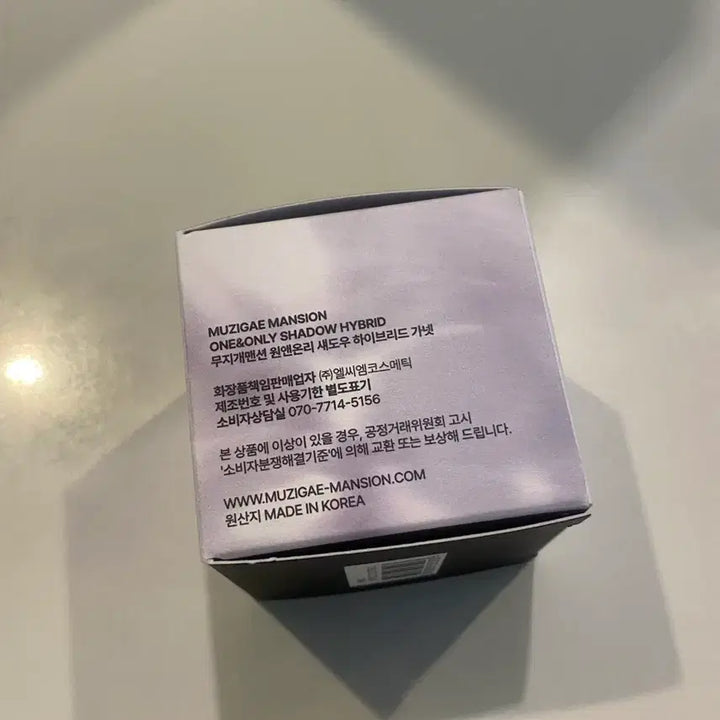 MUZIGAE MANSION
ONE&ONLY SHADOW HYBRID
무지개맨션 원앤온리 섀도우 하이브리드 가넷
화장품책임판매업자 ㈜엘씨엠코스메틱
제조번호 및 사용기한 별도표기
소비자상담실 070-7714-5156
본 상품에 이상이 있을 경우, 공정거래위원회 고시
'소비자분쟁해결기준'에 의해 교환 또는 보상해 드립니다.
WWW.MUZIGAE-MANSION.COM
원산지 MADE IN KOREA